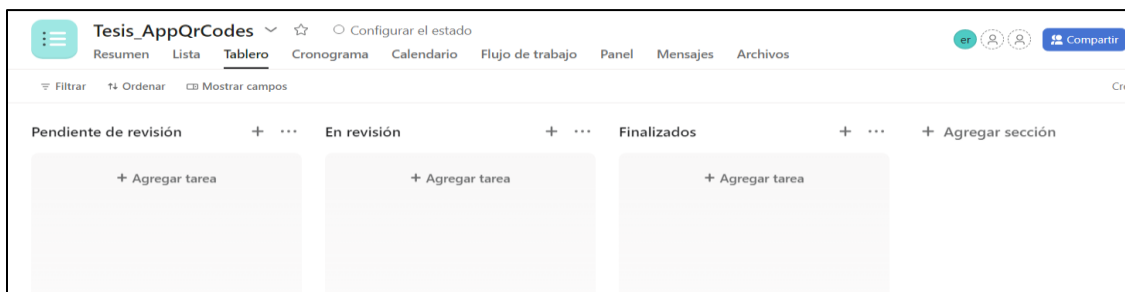 Tesis_AppQrCodes
Configurar el estado
Resumen Lista Tablero Cronograma Calendario Flujo de trabajo Panel Mensajes Archivos
er
Compartir
Filtrar Ordenar Mostrar campos
Pendiente de revisión + ... En revisión + ... Finalizados + ... + Agregar sección
+ Agregar tarea + Agregar tarea + Agregar tarea